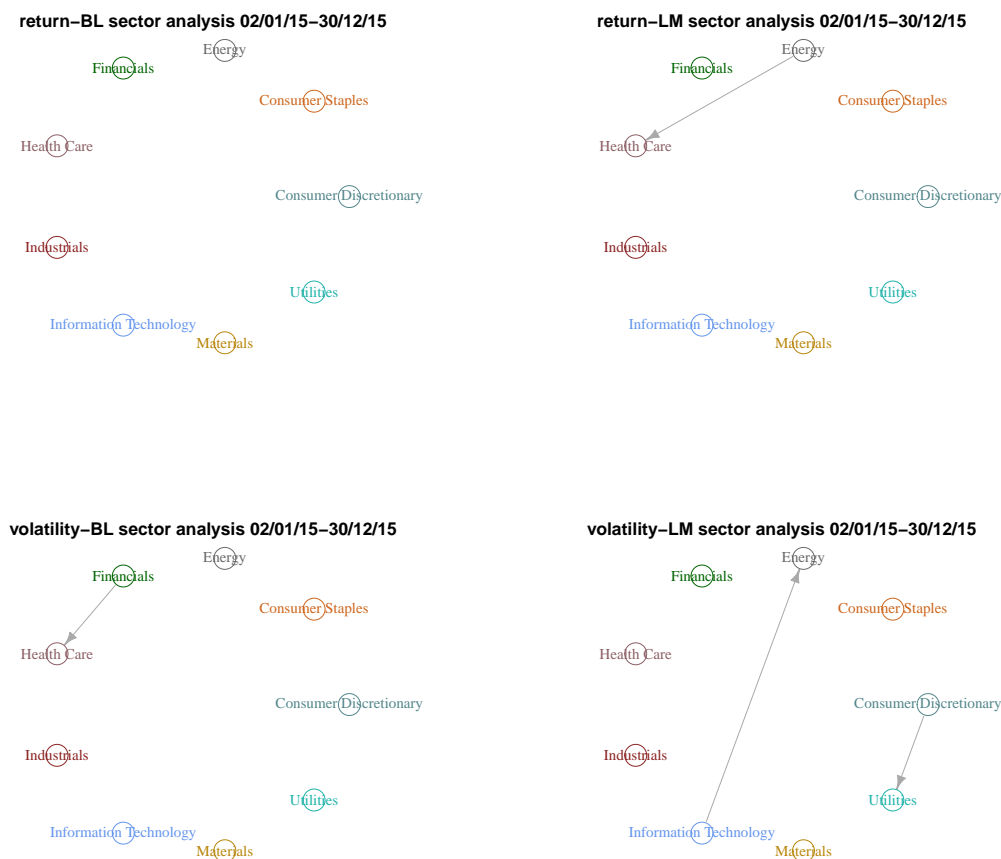 return−BL sector analysis 02/01/15−30/12/15
Energy
Financials
Consumer Staples
Health Care
Consumer Discretionary
Industrials
Utilities
Information Technology
Materials
return−LM sector analysis 02/01/15−30/12/15
Energy
Financials
Consumer Staples
Health Care
Consumer Discretionary
Industrials
Utilities
Information Technology
Materials
volatility−BL sector analysis 02/01/15−30/12/15
Energy
Financials
Consumer Staples
Health Care
Consumer Discretionary
Industrials
Utilities
Information Technology
Materials
volatility−LM sector analysis 02/01/15−30/12/15
Energy
Financials
Consumer Staples
Health Care
Consumer Discretionary
Industrials
Utilities
Information Technology
Materials